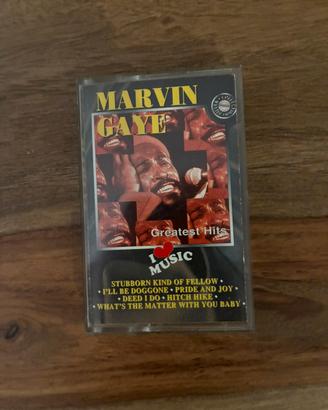 MARVIN
GAYE
Greatest Hits
I
MUSIC
STUBBORN KIND OF FELLOW •
• I'LL BE DOGGONE • PRIDE AND JOY •
• DEED I DO • HITCH HIKE •
• WHAT'S THE MATTER WITH YOU BABY •